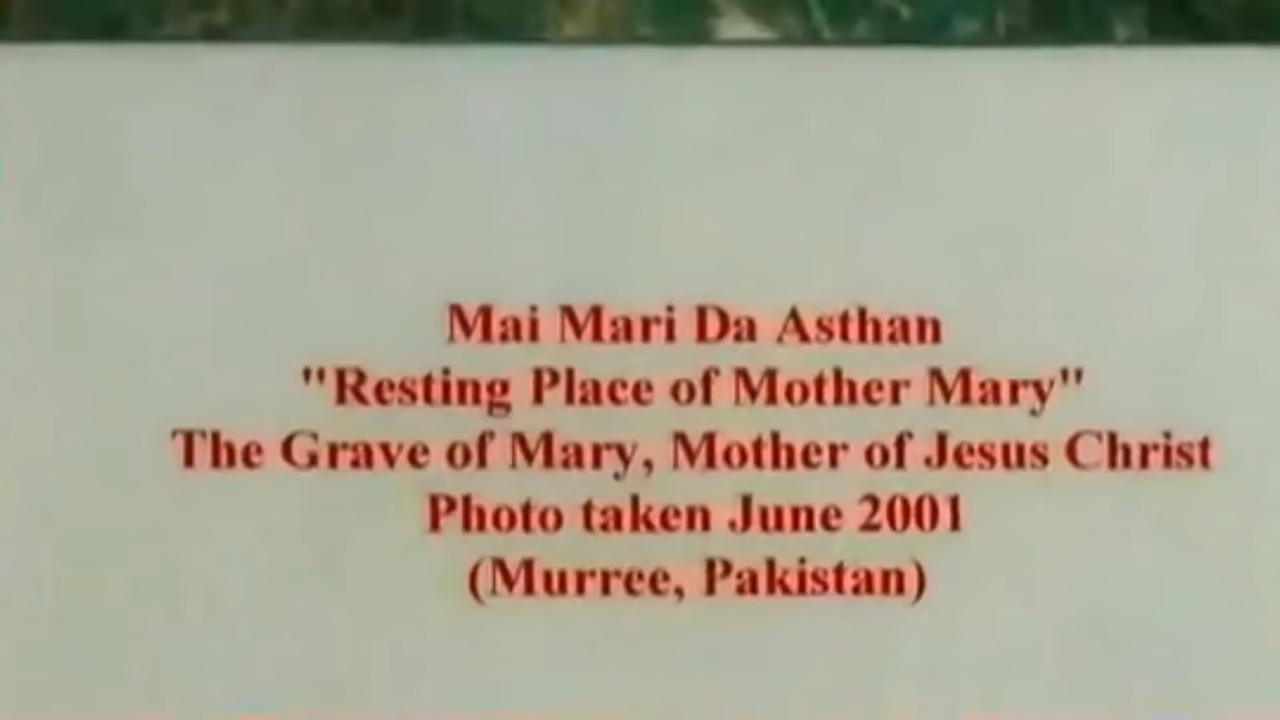 Mai Mari Da Asthan
"Resting Place of Mother Mary"
The Grave of Mary, Mother of Jesus Christ
Photo taken June 2001
(Murree, Pakistan)